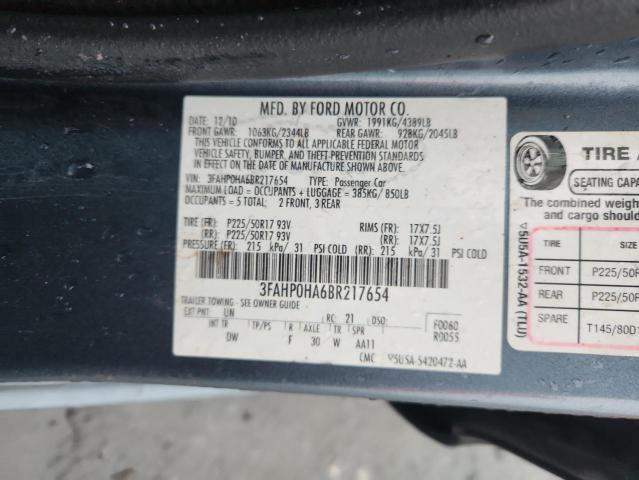 MFD. BY FORD MOTOR CO.
DATE: 12/10 GVWR: 1991KG/4389LB
FRONT GAWR: 1063KG/2344LB REAR GAWR: 928KG/2045LB
THIS VEHICLE CONFORMS TO ALL APPLICABLE FEDERAL MOTOR
VEHICLE SAFETY, BUMPER, AND THEFT PREVENTION STANDARDS
IN EFFECT ON THE DATE OF MANUFACTURE SHOWN ABOVE.
VIN: 3FAHP0HA6BR217654 TYPE: Passenger Car
MAXIMUM LOAD = OCCUPANTS + LUGGAGE = 385KG/850LB
OCCUPANTS = 5 TOTAL: 2 FRONT, 3 REAR
TIRE (FR): P225/50R17 93V RIMS (FR): 17X7.5J
(RR): P225/50R17 93V (RR): 17X7.5J
PRESSURE (FR): 215 kPa/ 31 PSI COLD (RR): 215 kPa/ 31 PSI COLD
3FAHP0HA6BR217654
TRAILER TOWING - SEE OWNER GUIDE
EXT PNT: UN RC: 21 DSO: F0060
INT TR TP/PS R AXLE TR SPR R0055
DW F 30 W AA11
CMC ▽5U5A-5420472-AA
TIRE A
SEATING CAPAC
The combined weigh
and cargo shoul
▽5U5A-1532-AA (TLU)
TIRE SIZE
FRONT P225/50R
REAR P225/50R
SPARE T145/80D1